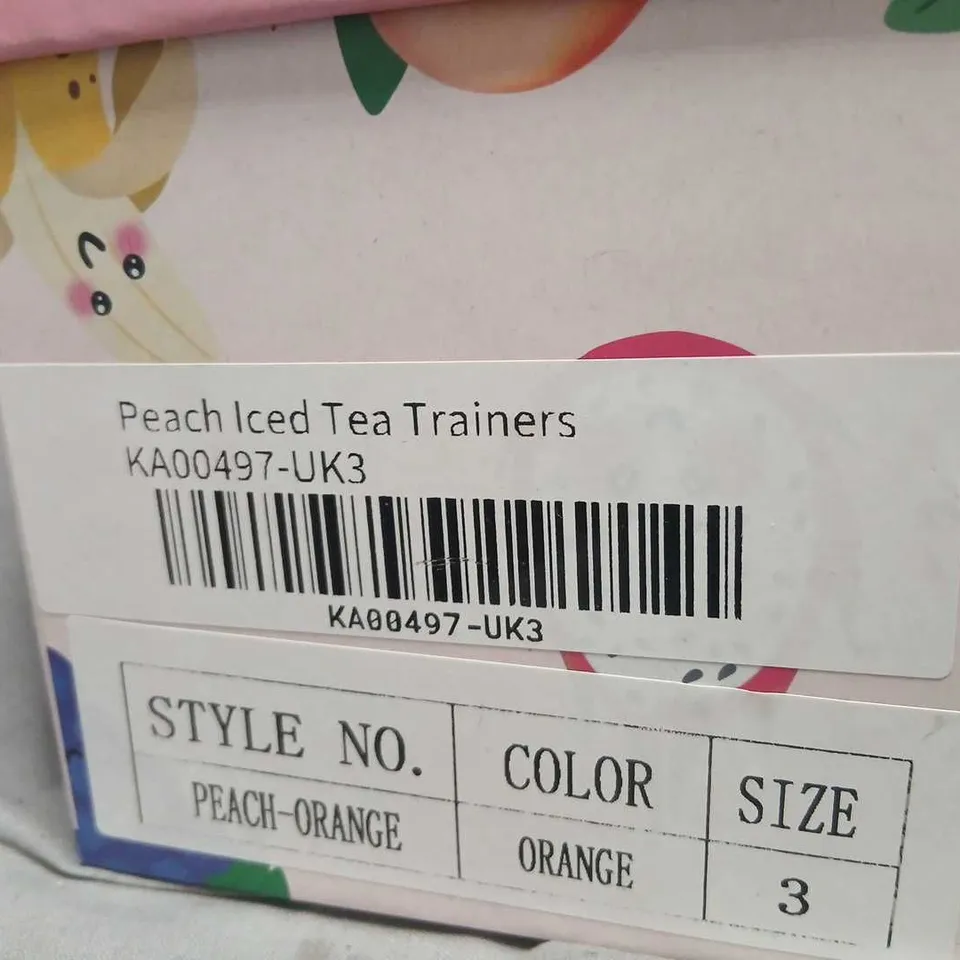 Peach Iced Tea Trainers
KA00497-UK3
KA00497-UK3
STYLE NO. COLOR SIZE
PEACH-ORANGE ORANGE 3